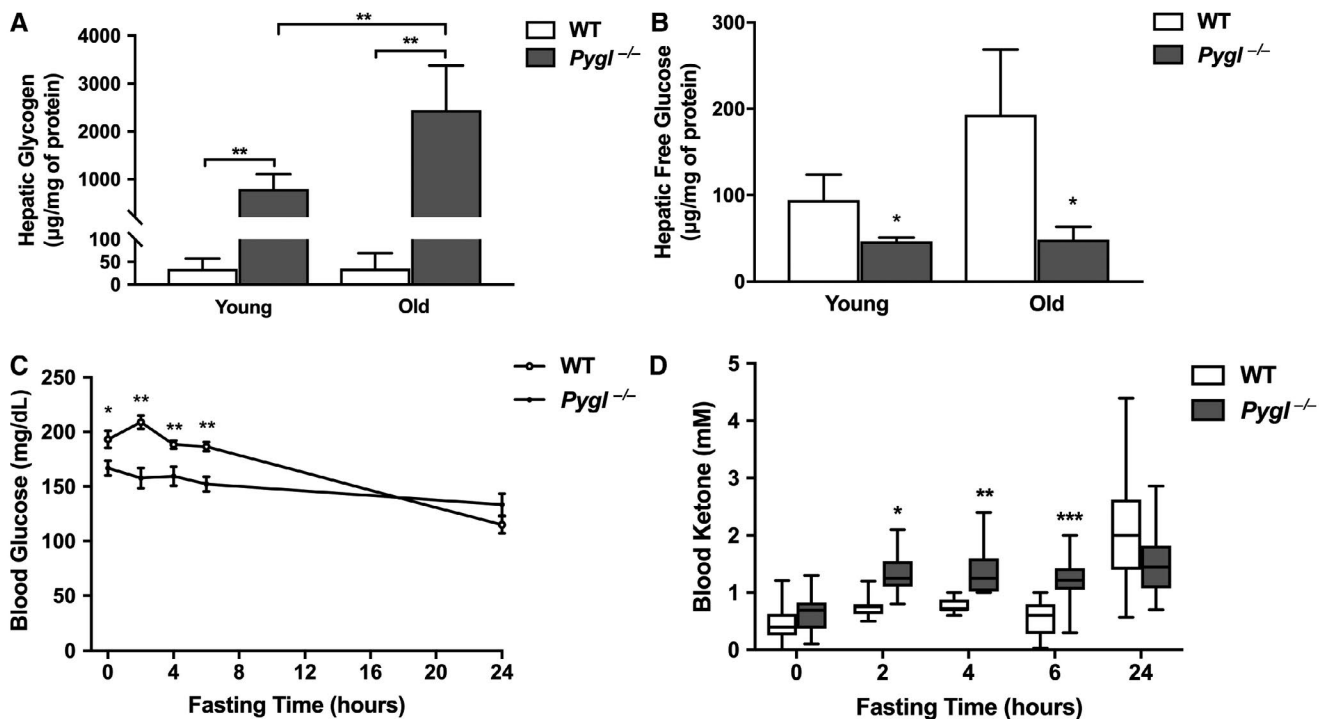 A
Hepatic Glycogen
(µg/mg of protein)
4000
3000
2000
1000
100
50
0
**
**
**
Young
Old
WT
Pygl –/–
B
Hepatic Free Glucose
(µg/mg of protein)
300
200
100
0
*
*
Young
Old
WT
Pygl –/–
C
Blood Glucose (mg/dL)
250
200
150
100
50
0
*
**
**
**
0 4 8 12 16 20 24
Fasting Time (hours)
WT
Pygl –/–
D
Blood Ketone (mM)
5
4
3
2
1
0
*
**
***
0 2 4 6 24
Fasting Time (hours)
WT
Pygl –/–